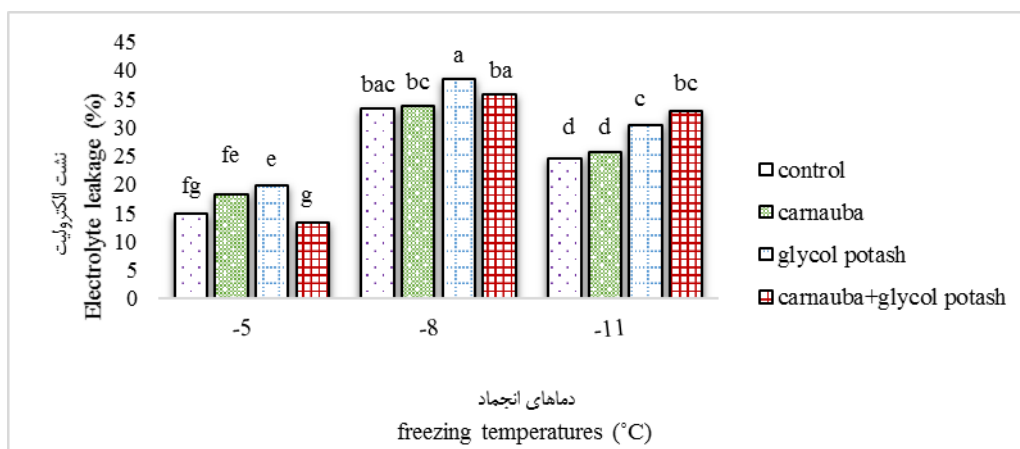 45
40
35
30
25
20
15
10
5
0
نشت الکترولیت
Electrolyte leakage (%)
fg
fe
e
g
bac
bc
a
ba
d
d
c
bc
-5
-8
-11
دماهای انجماد
freezing temperatures (˚C)
control
carnauba
glycol potash
carnauba+glycol potash